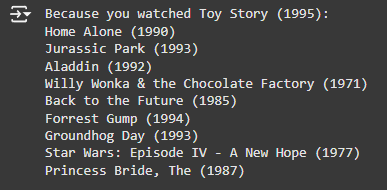 Because you watched Toy Story (1995):
Home Alone (1990)
Jurassic Park (1993)
Aladdin (1992)
Willy Wonka & the Chocolate Factory (1971)
Back to the Future (1985)
Forrest Gump (1994)
Groundhog Day (1993)
Star Wars: Episode IV - A New Hope (1977)
Princess Bride, The (1987)